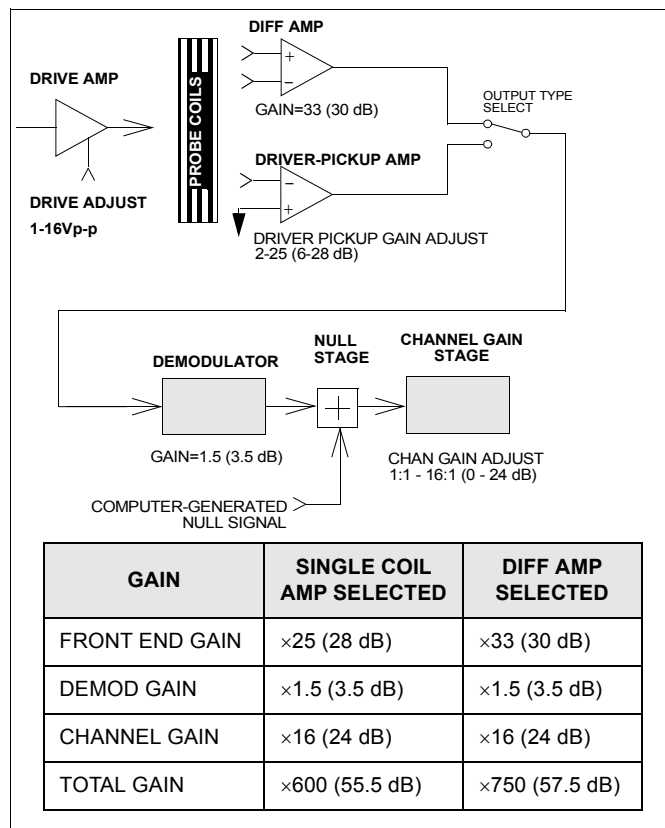 DIFF AMP
DRIVE AMP
+
−
GAIN=33 (30 dB)
OUTPUT TYPE
SELECT
PROBE COILS
DRIVER-PICKUP AMP
−
+
DRIVE ADJUST
1-16Vp-p
DRIVER PICKUP GAIN ADJUST
2-25 (6-28 dB)
DEMODULATOR
NULL
STAGE
CHANNEL GAIN
STAGE
+
GAIN=1.5 (3.5 dB)
CHAN GAIN ADJUST
1:1 - 16:1 (0 - 24 dB)
COMPUTER-GENERATED
NULL SIGNAL
GAIN
SINGLE COIL
AMP SELECTED
DIFF AMP
SELECTED
FRONT END GAIN ×25 (28 dB) ×33 (30 dB)
DEMOD GAIN ×1.5 (3.5 dB) ×1.5 (3.5 dB)
CHANNEL GAIN ×16 (24 dB) ×16 (24 dB)
TOTAL GAIN ×600 (55.5 dB) ×750 (57.5 dB)